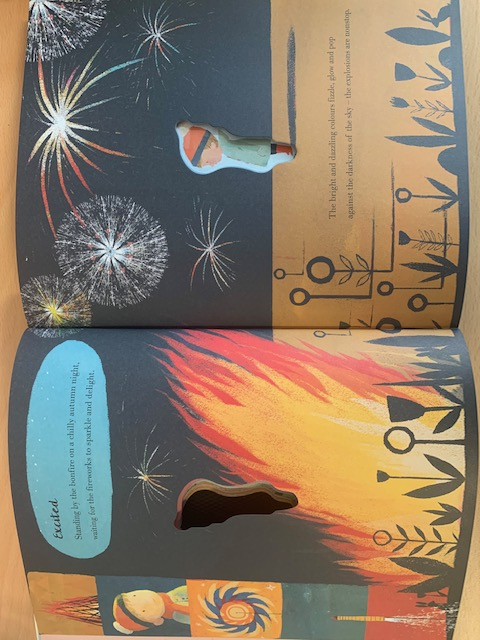 Excited
Standing by the bonfire on a chilly autumn night,
waiting for the fireworks to sparkle and delight.
The bright and dazzling colours fizzle, glow and pop
against the darkness of the sky – the explosions are nonstop.